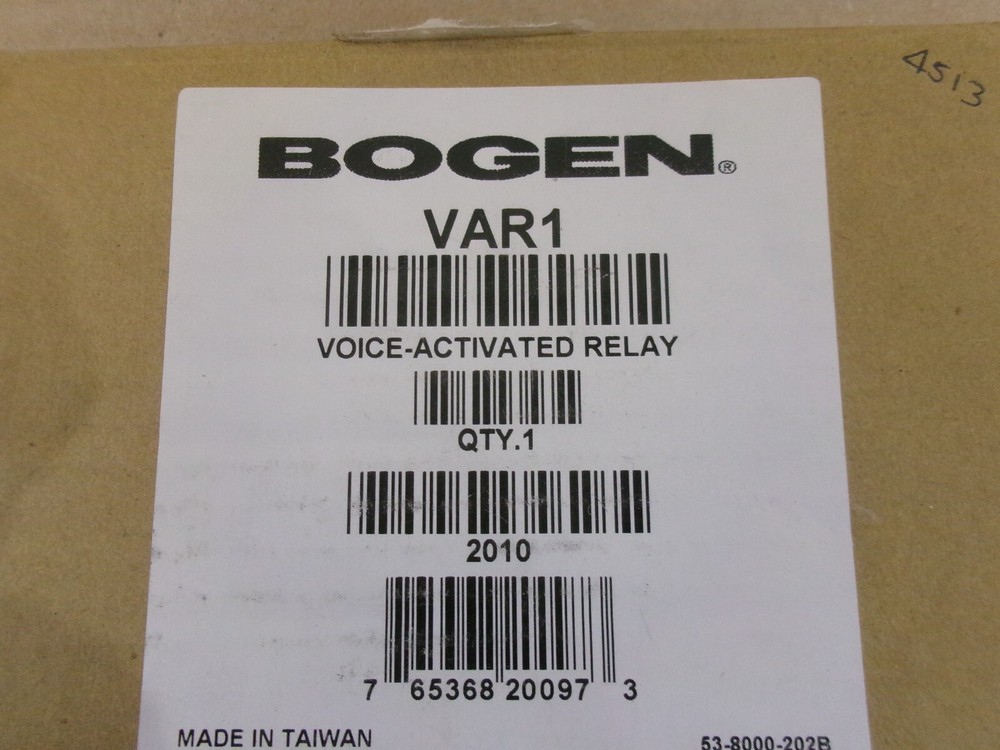 4513
BOGEN®
VAR1
VOICE-ACTIVATED RELAY
QTY.1
2010
7 65368 20097 3
MADE IN TAIWAN 53-8000-202B